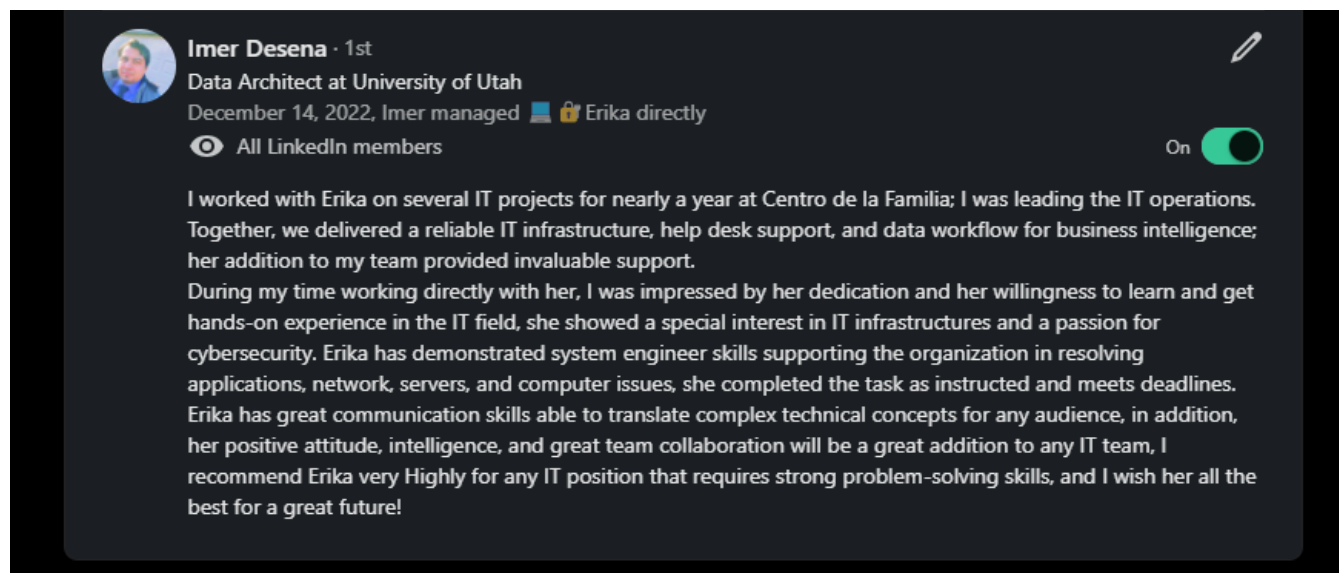 Imer Desena · 1st
Data Architect at University of Utah
December 14, 2022, Imer managed 💻 🔐 Erika directly
All LinkedIn members
On
I worked with Erika on several IT projects for nearly a year at Centro de la Familia; I was leading the IT operations.
Together, we delivered a reliable IT infrastructure, help desk support, and data workflow for business intelligence;
her addition to my team provided invaluable support.
During my time working directly with her, I was impressed by her dedication and her willingness to learn and get
hands-on experience in the IT field, she showed a special interest in IT infrastructures and a passion for
cybersecurity. Erika has demonstrated system engineer skills supporting the organization in resolving
applications, network, servers, and computer issues, she completed the task as instructed and meets deadlines.
Erika has great communication skills able to translate complex technical concepts for any audience, in addition,
her positive attitude, intelligence, and great team collaboration will be a great addition to any IT team, I
recommend Erika very Highly for any IT position that requires strong problem-solving skills, and I wish her all the
best for a great future!